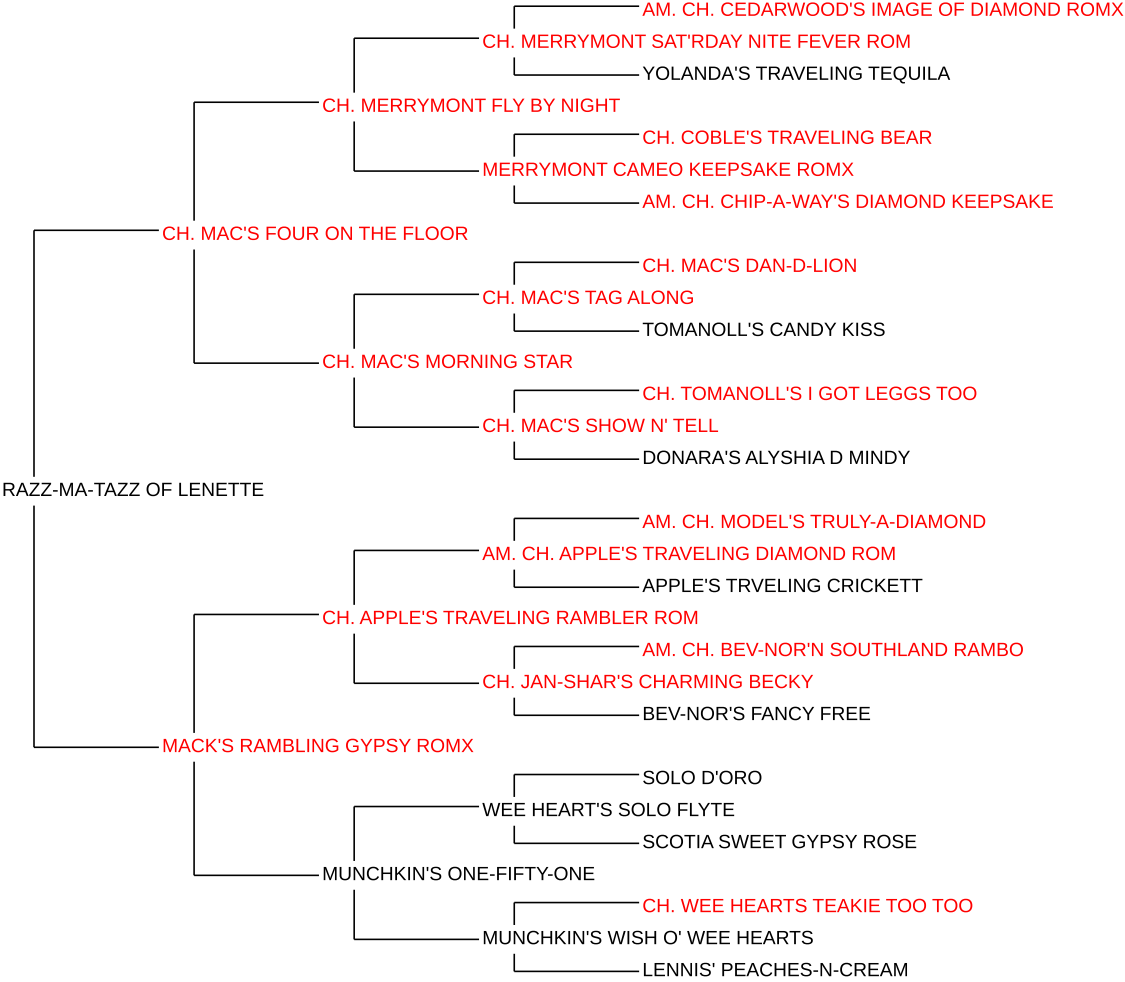 AM. CH. CEDARWOOD'S IMAGE OF DIAMOND ROMX
CH. MERRYMONT SAT'RDAY NITE FEVER ROM
YOLANDA'S TRAVELING TEQUILA
CH. MERRYMONT FLY BY NIGHT
CH. COBLE'S TRAVELING BEAR
MERRYMONT CAMEO KEEPSAKE ROMX
AM. CH. CHIP-A-WAY'S DIAMOND KEEPSAKE
CH. MAC'S FOUR ON THE FLOOR
CH. MAC'S DAN-D-LION
CH. MAC'S TAG ALONG
TOMANOLL'S CANDY KISS
CH. MAC'S MORNING STAR
CH. TOMANOLL'S I GOT LEGGS TOO
CH. MAC'S SHOW N' TELL
DONARA'S ALYSHIA D MINDY
RAZZ-MA-TAZZ OF LENETTE
AM. CH. MODEL'S TRULY-A-DIAMOND
AM. CH. APPLE'S TRAVELING DIAMOND ROM
APPLE'S TRVELING CRICKETT
CH. APPLE'S TRAVELING RAMBLER ROM
AM. CH. BEV-NOR'N SOUTHLAND RAMBO
CH. JAN-SHAR'S CHARMING BECKY
BEV-NOR'S FANCY FREE
MACK'S RAMBLING GYPSY ROMX
SOLO D'ORO
WEE HEART'S SOLO FLYTE
SCOTIA SWEET GYPSY ROSE
MUNCHKIN'S ONE-FIFTY-ONE
CH. WEE HEARTS TEAKIE TOO TOO
MUNCHKIN'S WISH O' WEE HEARTS
LENNIS' PEACHES-N-CREAM